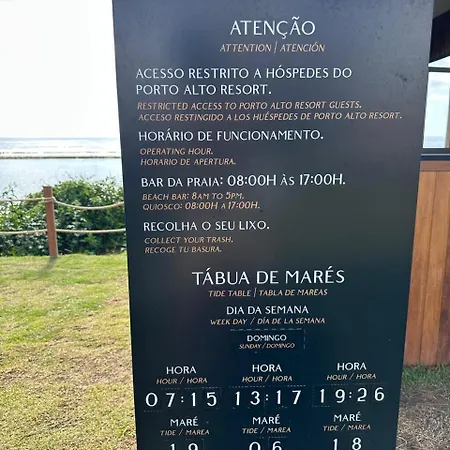 ATENÇÃO
ATTENTION | ATENCIÓN
ACESSO RESTRITO A HÓSPEDES DO
PORTO ALTO RESORT.
RESTRICTED ACCESS TO PORTO ALTO RESORT GUESTS.
ACCESO RESTINGIDO A LOS HUÉSPEDES DE PORTO ALTO RESORT.
HORÁRIO DE FUNCIONAMENTO.
OPERATING HOUR.
HORARIO DE APERTURA.
BAR DA PRAIA: 08:00H ÀS 17:00H.
BEACH BAR: 8AM TO 5PM.
QUIOSCO: 08:00H A 17:00H.
RECOLHA O SEU LIXO.
COLLECT YOUR TRASH.
RECOGE TU BASURA.
TÁBUA DE MARÉS
TIDE TABLE | TABLA DE MAREAS
DIA DA SEMANA
WEEK DAY / DÍA DE LA SEMANA
DOMINGO
SUNDAY / DOMINGO
HORA HORA HORA
HOUR / HORA HOUR / HORA HOUR / HORA
07:15 13:17 19:26
MARÉ MARÉ MARÉ
TIDE / MAREA TIDE / MAREA TIDE / MAREA